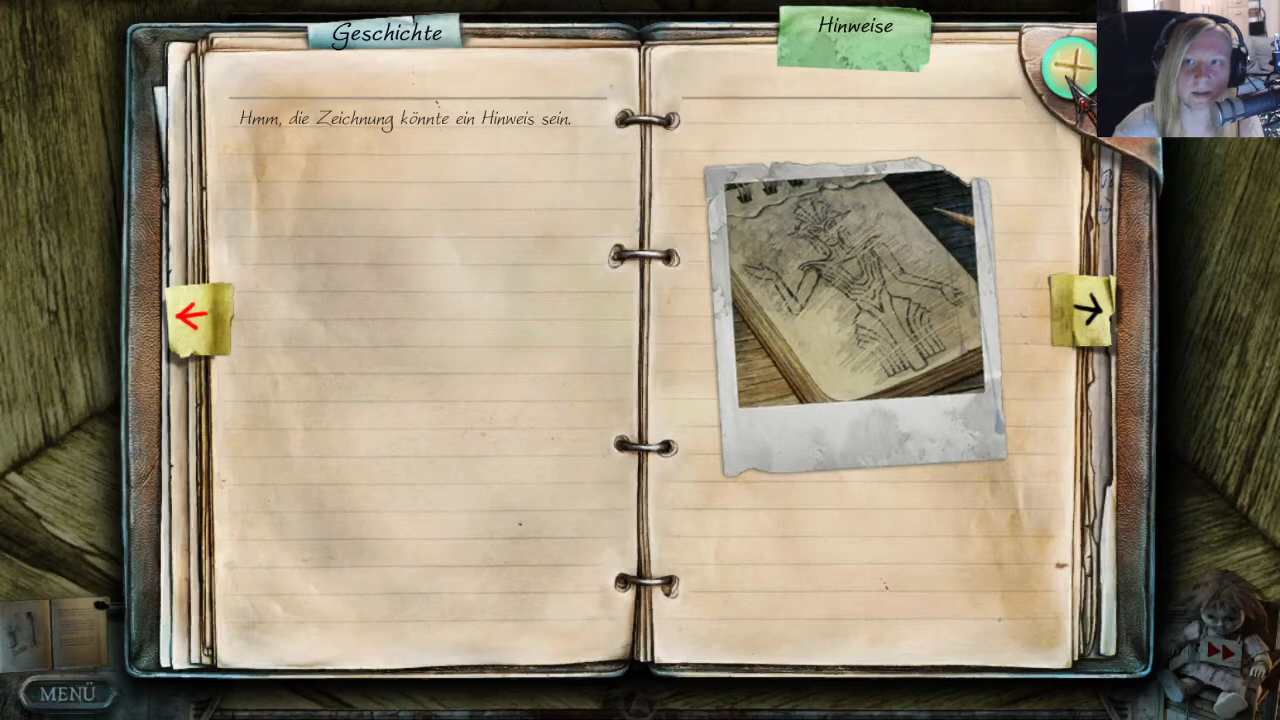 Geschichte
Hinweise
Hmm, die Zeichnung könnte ein Hinweis sein.
MENÜ